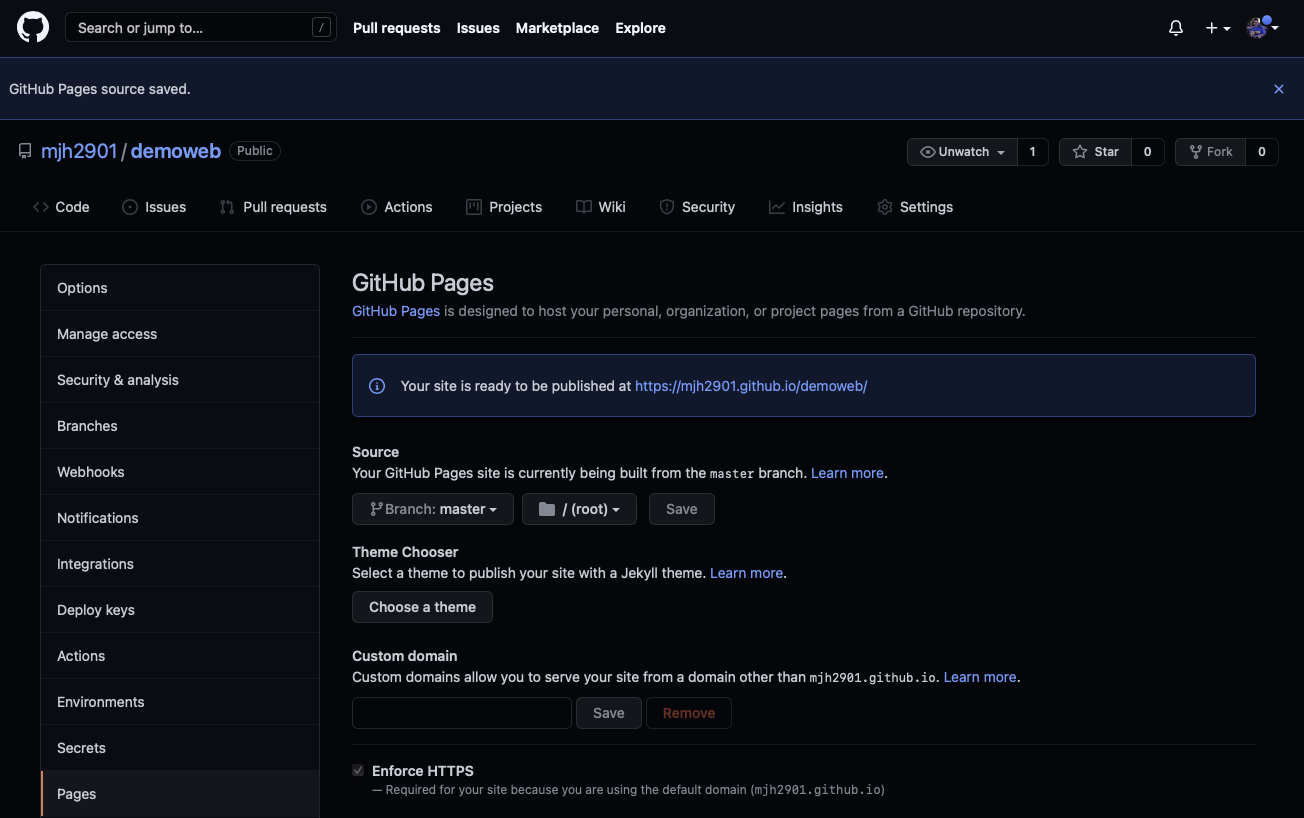 Search or jump to... /
Pull requests Issues Marketplace Explore
GitHub Pages source saved.
mjh2901 / demoweb Public
Unwatch 1 Star 0 Fork 0
Code Issues Pull requests Actions Projects Wiki Security Insights Settings
Options
Manage access
Security & analysis
Branches
Webhooks
Notifications
Integrations
Deploy keys
Actions
Environments
Secrets
Pages
GitHub Pages
GitHub Pages is designed to host your personal, organization, or project pages from a GitHub repository.
Your site is ready to be published at https://mjh2901.github.io/demoweb/
Source
Your GitHub Pages site is currently being built from the master branch. Learn more.
Branch: master / (root) Save
Theme Chooser
Select a theme to publish your site with a Jekyll theme. Learn more.
Choose a theme
Custom domain
Custom domains allow you to serve your site from a domain other than mjh2901.github.io. Learn more.
Save Remove
Enforce HTTPS
— Required for your site because you are using the default domain (mjh2901.github.io)